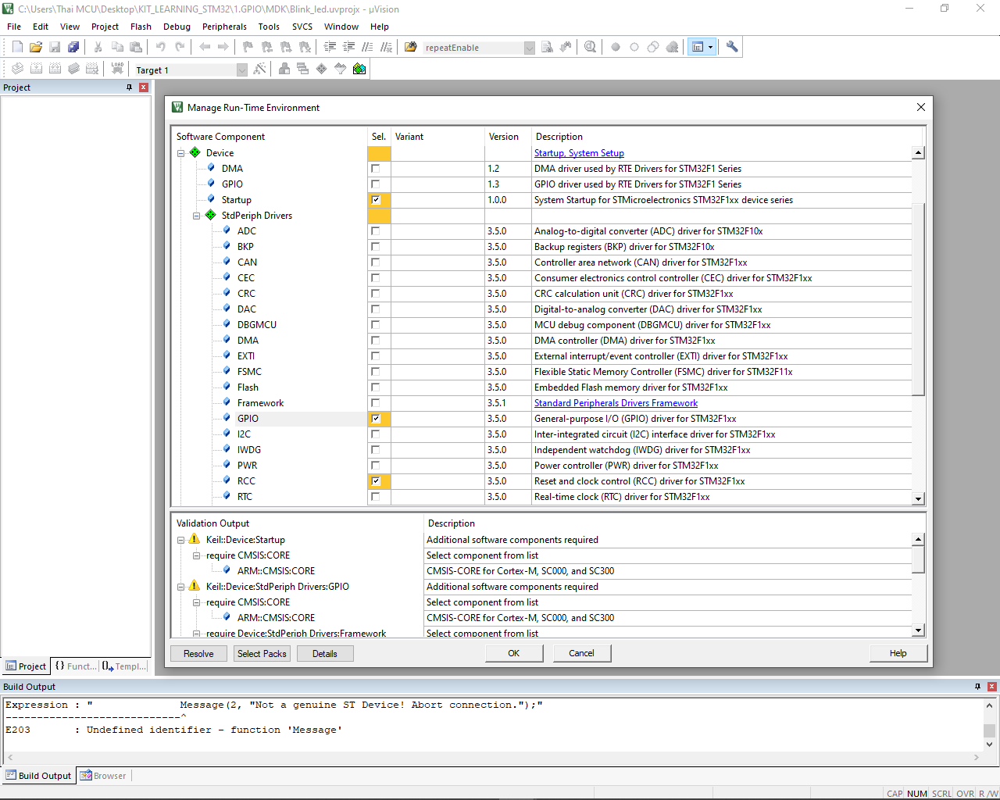 C:\Users\Thai MCU\Desktop\KIT_LEARNING_STM32\1.GPIO\MDK\Blink_led.uvprojx - µVision
File Edit View Project Flash Debug Peripherals Tools SVCS Window Help
repeatEnable
LOAD Target 1
Project
Manage Run-Time Environment
Software Component Sel. Variant Version Description
Device Startup, System Setup
DMA 1.2 DMA driver used by RTE Drivers for STM32F1 Series
GPIO 1.3 GPIO driver used by RTE Drivers for STM32F1 Series
Startup 1.0.0 System Startup for STMicroelectronics STM32F1xx device series
StdPeriph Drivers
ADC 3.5.0 Analog-to-digital converter (ADC) driver for STM32F10x
BKP 3.5.0 Backup registers (BKP) driver for STM32F10x
CAN 3.5.0 Controller area network (CAN) driver for STM32F1xx
CEC 3.5.0 Consumer electronics control controller (CEC) driver for STM32F1xx
CRC 3.5.0 CRC calculation unit (CRC) driver for STM32F1xx
DAC 3.5.0 Digital-to-analog converter (DAC) driver for STM32F1xx
DBGMCU 3.5.0 MCU debug component (DBGMCU) driver for STM32F1xx
DMA 3.5.0 DMA controller (DMA) driver for STM32F1xx
EXTI 3.5.0 External interrupt/event controller (EXTI) driver for STM32F1xx
FSMC 3.5.0 Flexible Static Memory Controller (FSMC) driver for STM32F11x
Flash 3.5.0 Embedded Flash memory driver for STM32F1xx
Framework 3.5.1 Standard Peripherals Drivers Framework
GPIO 3.5.0 General-purpose I/O (GPIO) driver for STM32F1xx
I2C 3.5.0 Inter-integrated circuit (I2C) interface driver for STM32F1xx
IWDG 3.5.0 Independent watchdog (IWDG) driver for STM32F1xx
PWR 3.5.0 Power controller (PWR) driver for STM32F1xx
RCC 3.5.0 Reset and clock control (RCC) driver for STM32F1xx
RTC 3.5.0 Real-time clock (RTC) driver for STM32F1xx
Validation Output Description
Keil::Device:Startup Additional software components required
require CMSIS:CORE Select component from list
ARM::CMSIS:CORE CMSIS-CORE for Cortex-M, SC000, and SC300
Keil::Device:StdPeriph Drivers:GPIO Additional software components required
require CMSIS:CORE Select component from list
ARM::CMSIS:CORE CMSIS-CORE for Cortex-M, SC000, and SC300
require Device:StdPeriph Drivers:Framework Select component from list
Resolve Select Packs Details OK Cancel Help
Project {} Funct... Templ...
Build Output
Expression : " Message(2, "Not a genuine ST Device! Abort connection.");"
----------------------------^
E203 : Undefined identifier - function 'Message'
Build Output Browser
CAP NUM SCRL OVR R/W